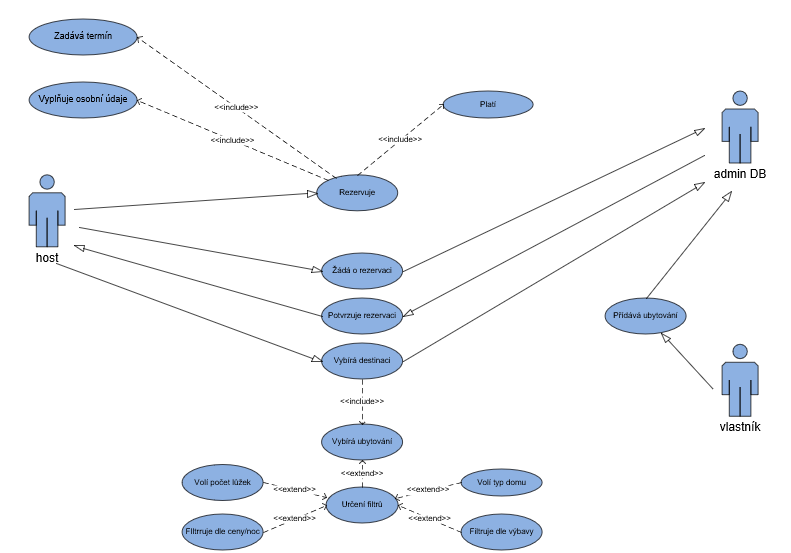 Zadává termín
Vyplňuje osobní údaje
<<include>>
<<include>>
<<include>>
Platí
Rezervuje
admin DB
host
Žádá o rezervaci
Potvrzuje rezervaci
Přidává ubytování
Vybírá destinaci
<<include>>
vlastník
Vybírá ubytování
<<extend>>
Volí počet lůžek
<<extend>>
Určení filtrů
<<extend>>
Volí typ domu
FIltrruje dle ceny/noc
<<extend>>
<<extend>>
Filtruje dle výbavy